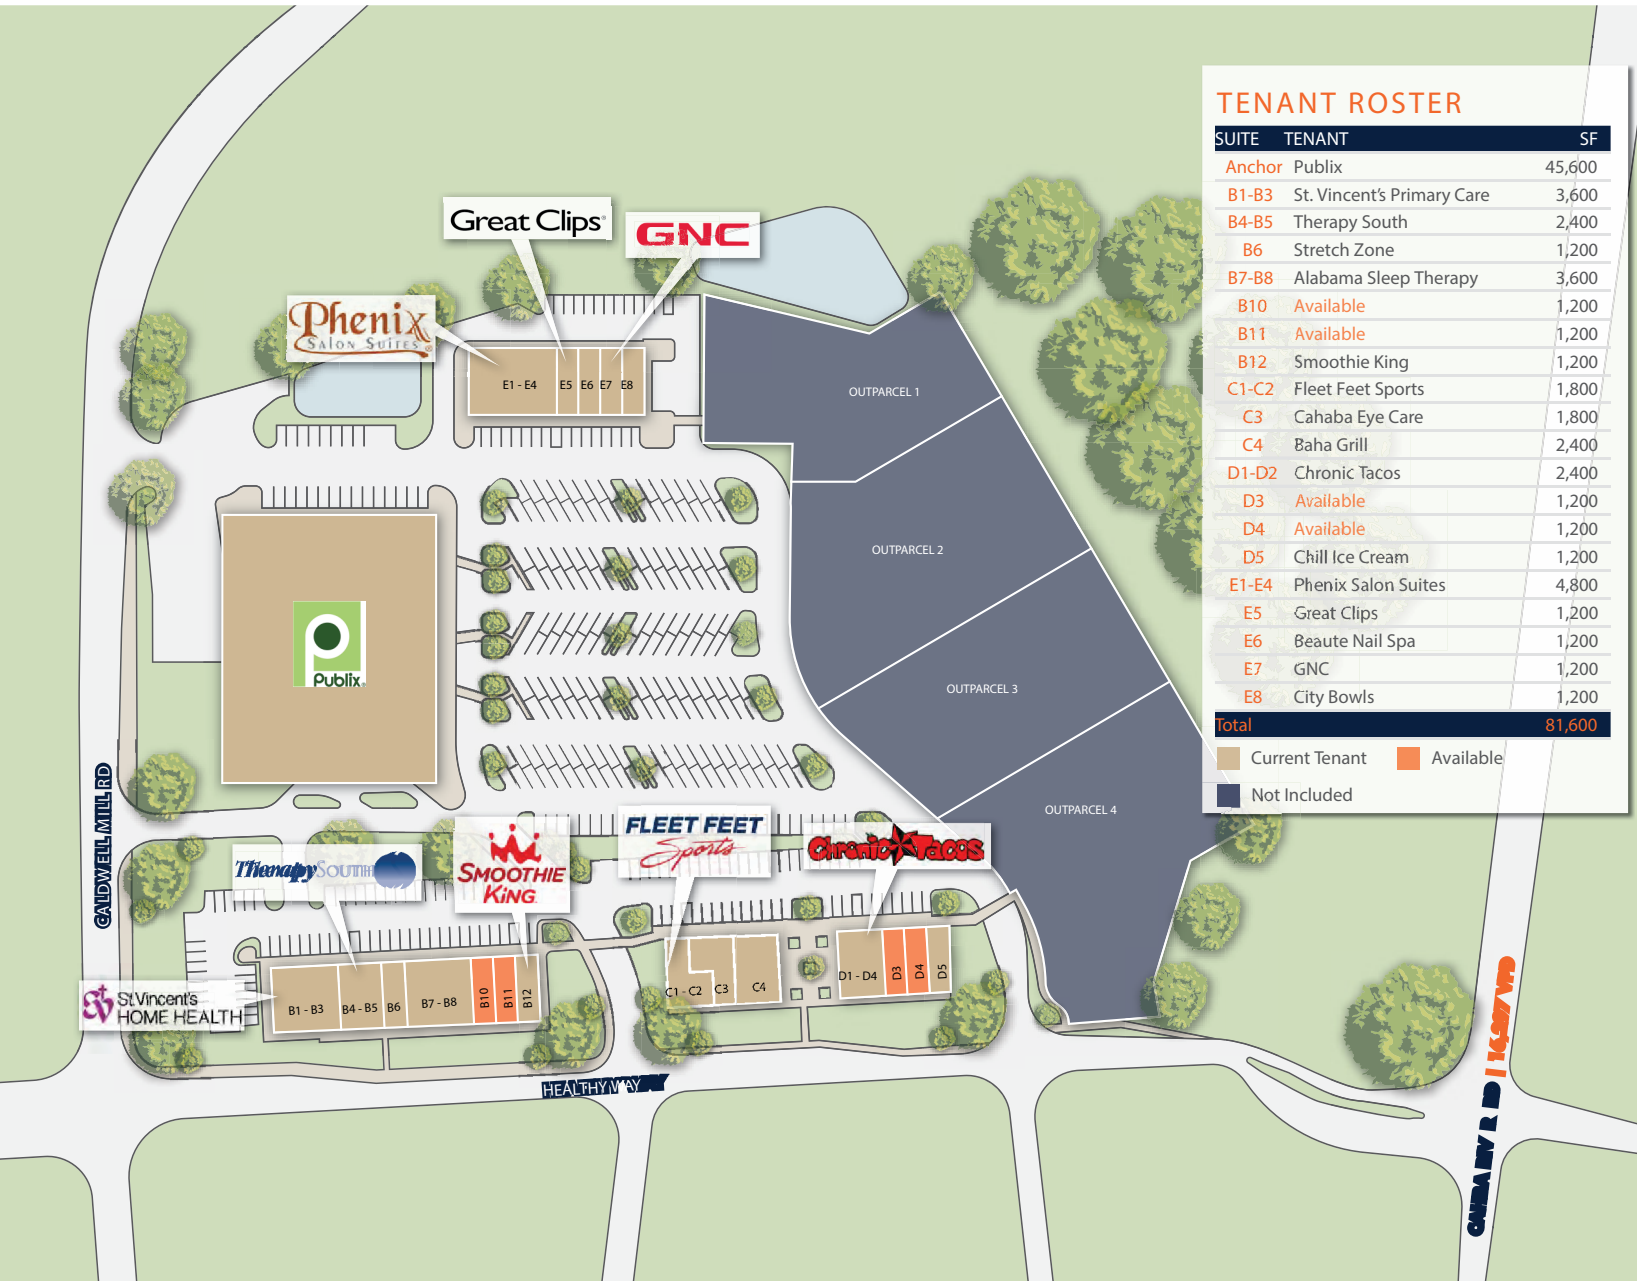 TENANT ROSTER
SUITE TENANT SF
Anchor Publix 45,600
B1-B3 St. Vincent's Primary Care 3,600
B4-B5 Therapy South 2,400
B6 Stretch Zone 1,200
B7-B8 Alabama Sleep Therapy 3,600
B10 Available 1,200
B11 Available 1,200
B12 Smoothie King 1,200
C1-C2 Fleet Feet Sports 1,800
C3 Cahaba Eye Care 1,800
C4 Baha Grill 2,400
D1-D2 Chronic Tacos 2,400
D3 Available 1,200
D4 Available 1,200
D5 Chill Ice Cream 1,200
E1-E4 Phenix Salon Suites 4,800
E5 Great Clips 1,200
E6 Beaute Nail Spa 1,200
E7 GNC 1,200
E8 City Bowls 1,200
Total 81,600
Current Tenant Available
Not Included
Great Clips
GNC
Phenix
SALON SUITES
E1 - E4 E5 E6 E7 E8
OUTPARCEL 1
OUTPARCEL 2
OUTPARCEL 3
OUTPARCEL 4
Publix
CALDWELL MILL RD
TherapySOUTH
SMOOTHIE
KING
FLEET FEET
Sports
Chronic Tacos
St.Vincent's
HOME HEALTH
B1 - B3 B4 - B5 B6 B7 - B8 B10 B11 B12
C1 - C2 C3 C4
D1 - D4 D3 D4 D5
HEALTHY WAY